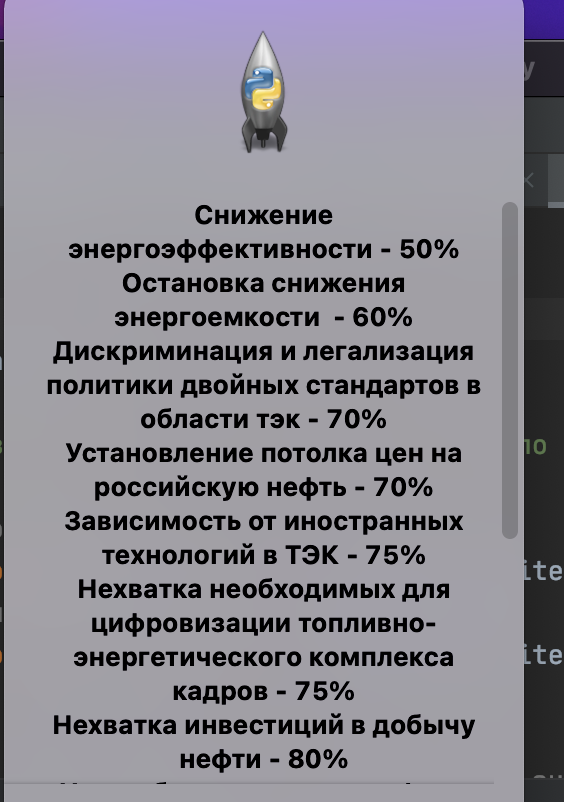 у
Снижение
энергоэффективности - 50%
Остановка снижения
энергоемкости  - 60%
Дискриминация и легализация
политики двойных стандартов в
области тэк - 70%
Установление потолка цен на
российскую нефть - 70%
Зависимость от иностранных
технологий в ТЭК - 75%
Нехватка необходимых для
цифровизации топливно-
энергетического комплекса
кадров - 75%
Нехватка инвестиций в добычу
нефти - 80%
ло
ite
ite